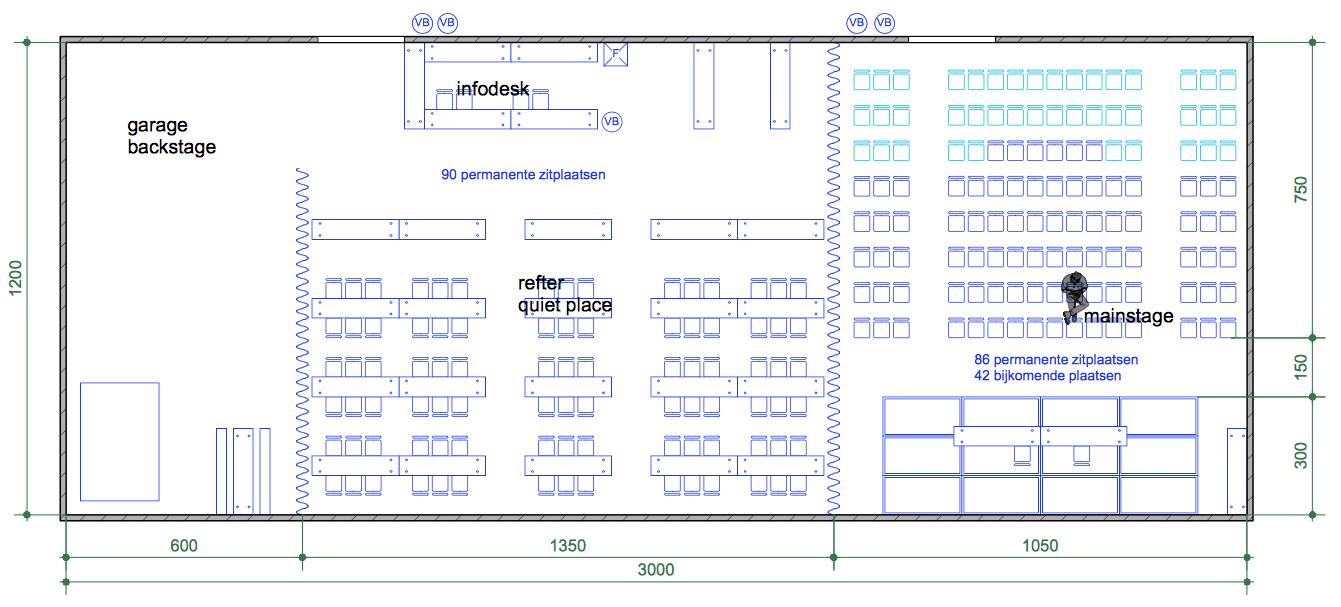 VB VB
VB VB
F
infodesk
VB
garage
backstage
90 permanente zitplaatsen
refter
quiet place
mainstage
86 permanente zitplaatsen
42 bijkomende plaatsen
1200
750
150
300
600
1350
1050
3000